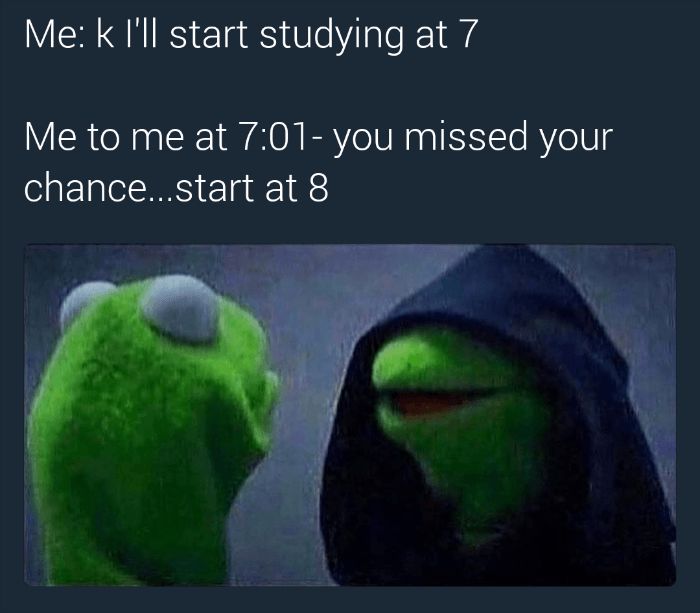 Me: k I'll start studying at 7
Me to me at 7:01- you missed your
chance...start at 8